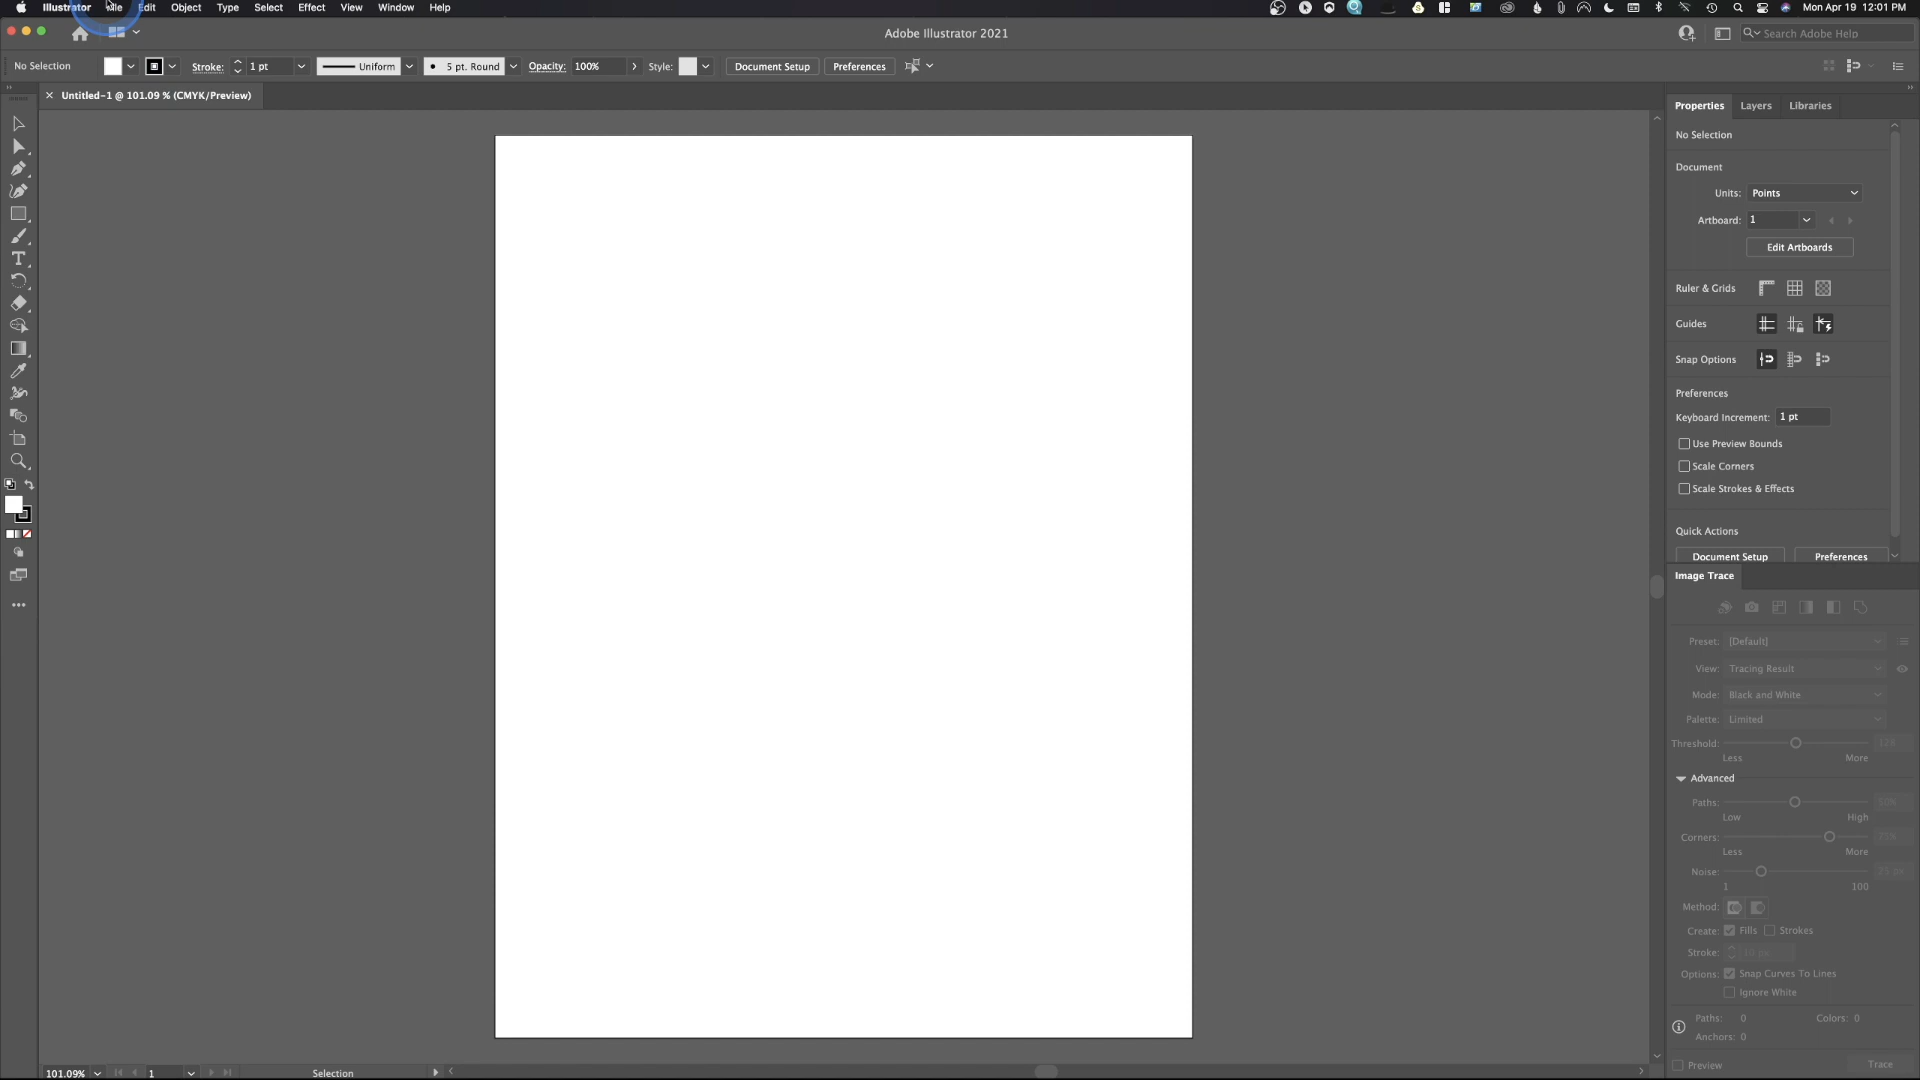 Illustrator File Edit Object Type Select Effect View Window Help Mon Apr 19 12:01 PM
Adobe Illustrator 2021 Search Adobe Help
No Selection Stroke: 1 pt Uniform 5 pt. Round Opacity: 100% Style: Document Setup Preferences
Untitled-1 @ 101.09 % (CMYK/Preview)
Properties Layers Libraries
No Selection
Document
Units: Points
Artboard: 1
Edit Artboards
Ruler & Grids
Guides
Snap Options
Preferences
Keyboard Increment: 1 pt
Use Preview Bounds
Scale Corners
Scale Strokes & Effects
Quick Actions
Document Setup Preferences
Image Trace
Preset: [Default]
View: Tracing Result
Mode: Black and White
Palette: Limited
Threshold:
Less More
Advanced
Paths: 50%
Low High
Corners: 75%
Less More
Noise: 25 px
1 100
Method:
Create: Fills Strokes
Stroke: 10 px
Options: Snap Curves To Lines
Ignore White
Paths: 0 Colors: 0
Anchors: 0
Preview Trace
101.09% 1 Selection